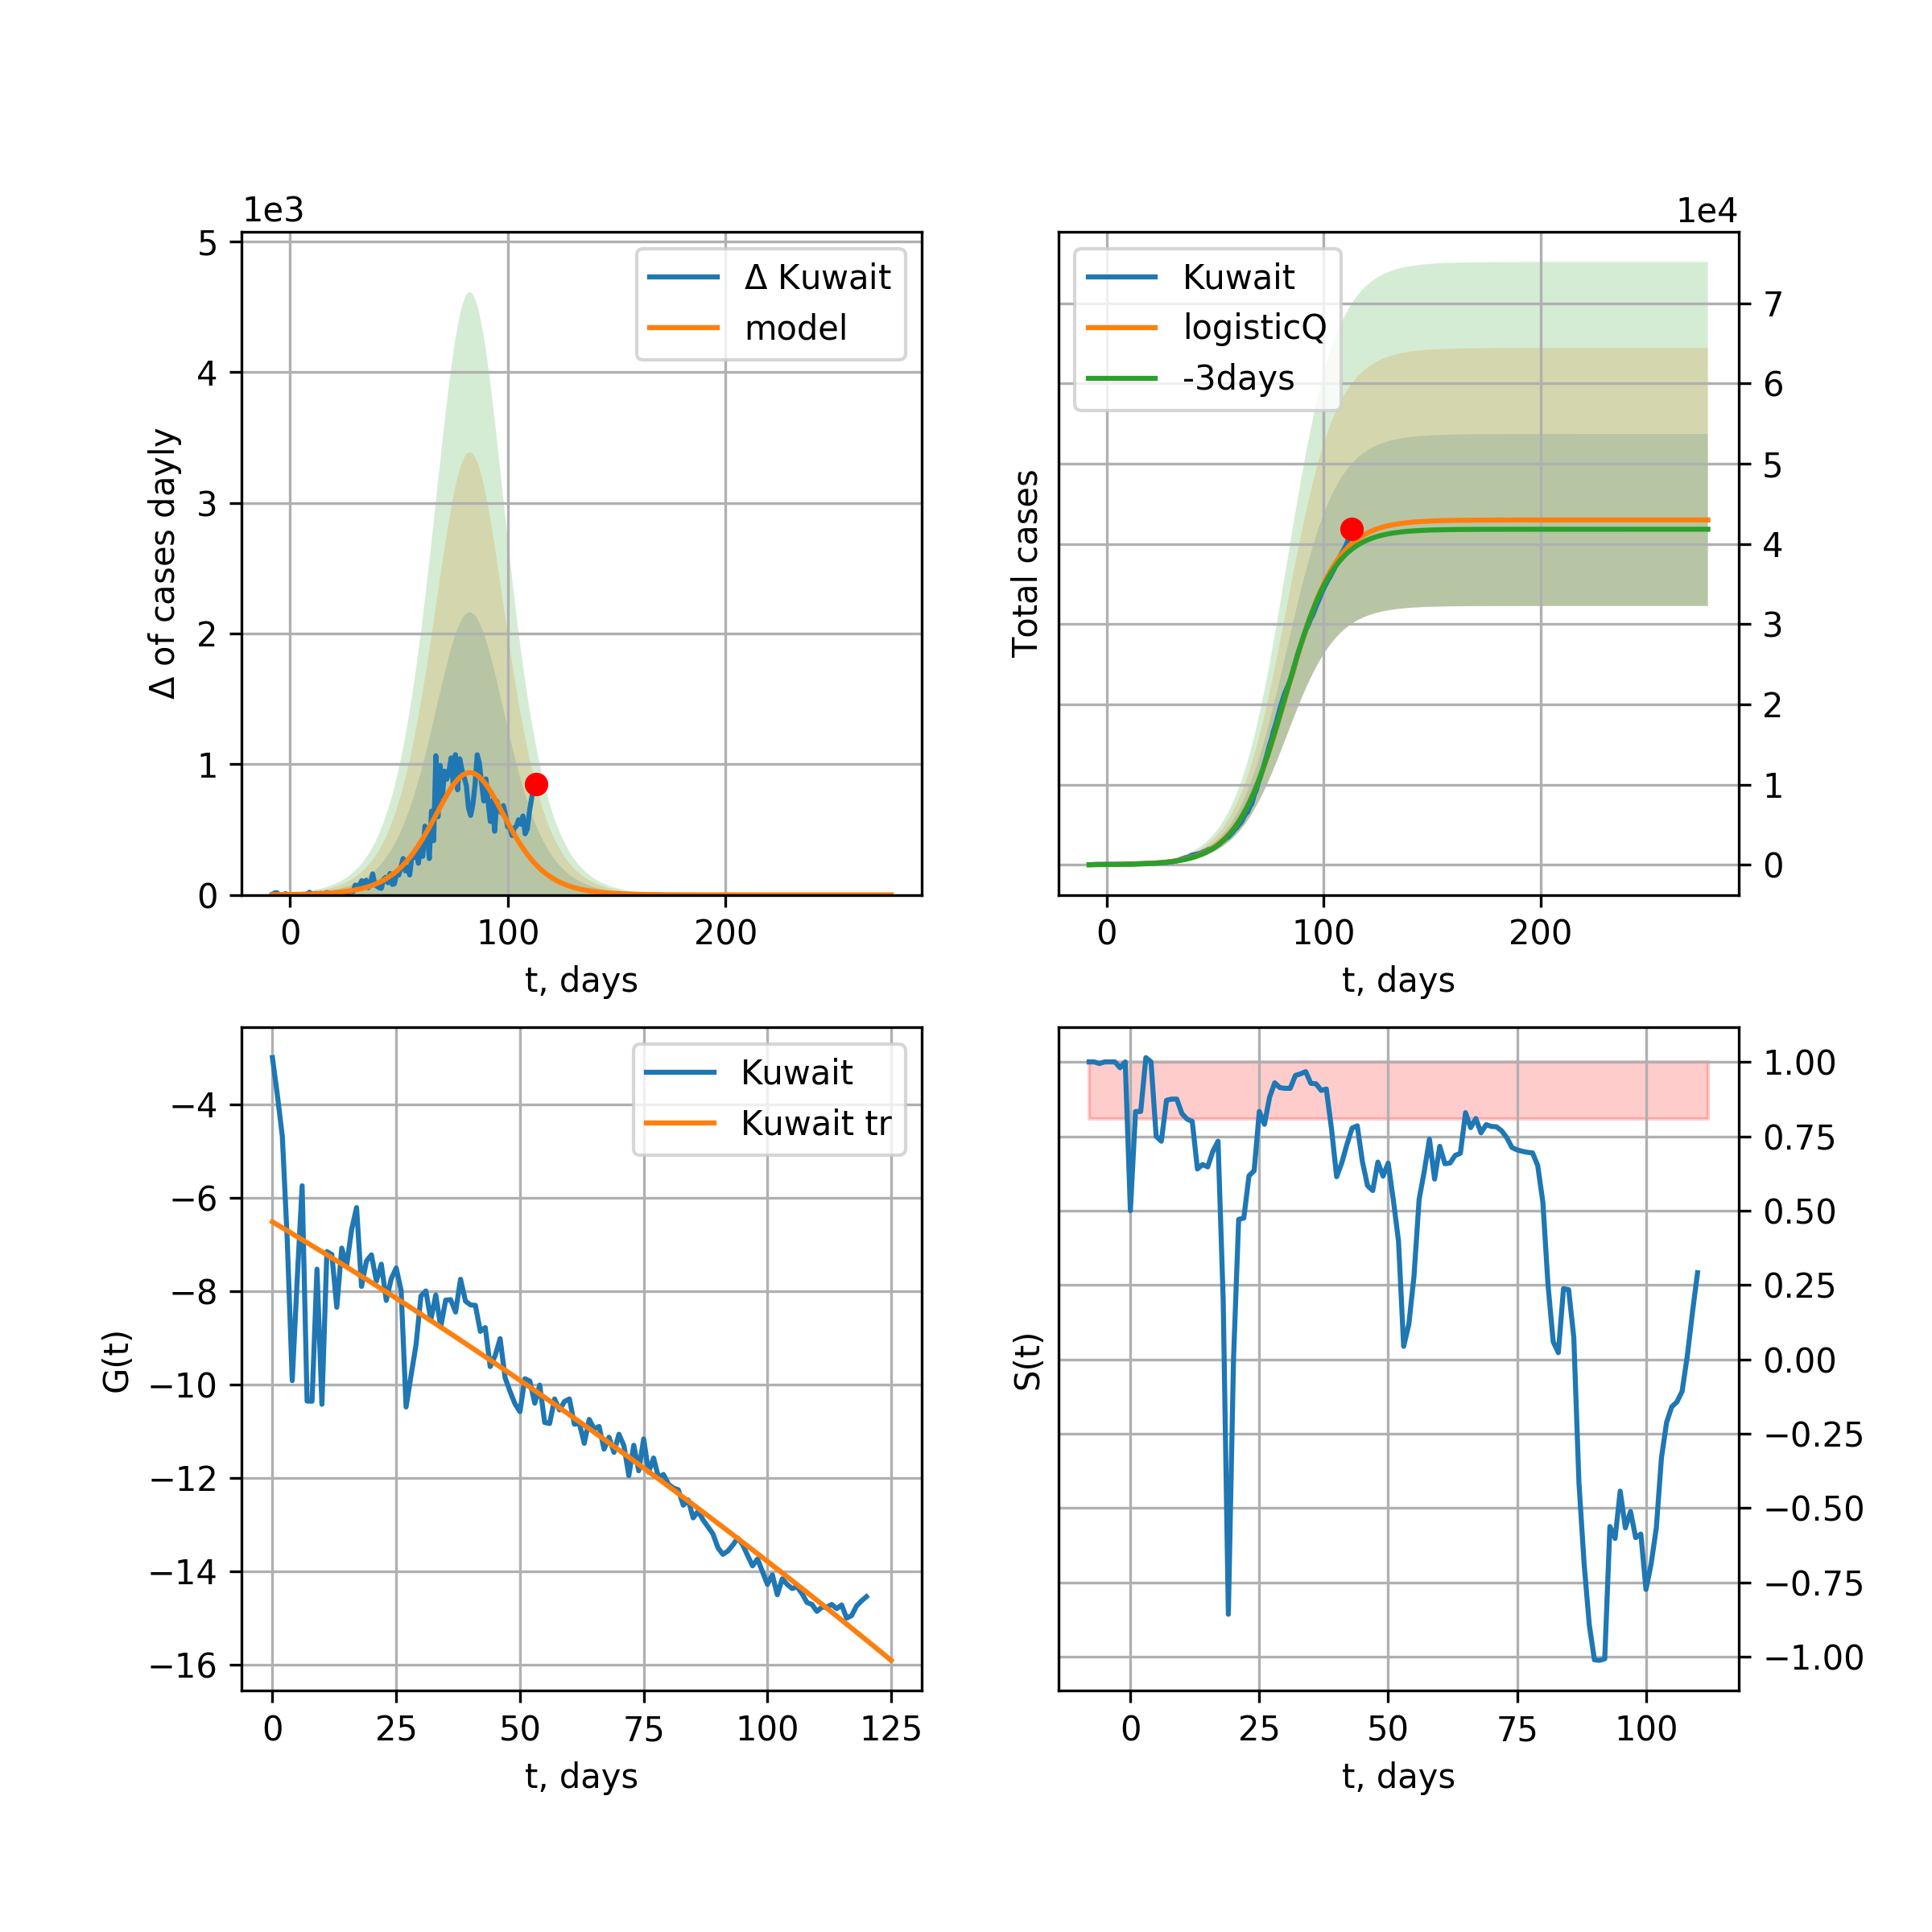 1e3
5
4
3
2
1
0
Δ of cases dayly
Δ Kuwait
model
0 100 200
t, days
1e4
Kuwait
logisticQ
-3days
Total cases
7
6
5
4
3
2
1
0
0 100 200
t, days
−4
−6
−8
−10
−12
−14
−16
G(t)
Kuwait
Kuwait tr
0 25 50 75 100 125
t, days
S(t)
1.00
0.75
0.50
0.25
0.00
−0.25
−0.50
−0.75
−1.00
0 25 50 75 100
t, days